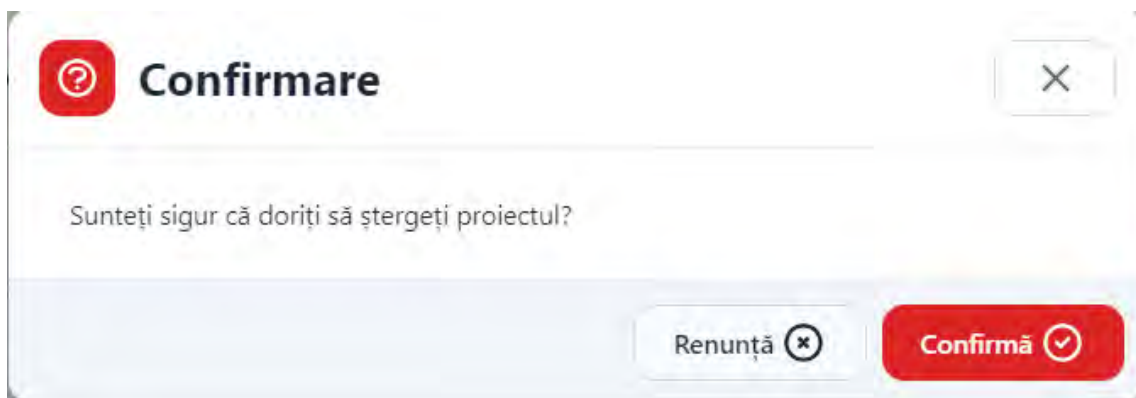 Confirmare
Sunteți sigur că doriți să ștergeți proiectul?
Renunță
Confirmă